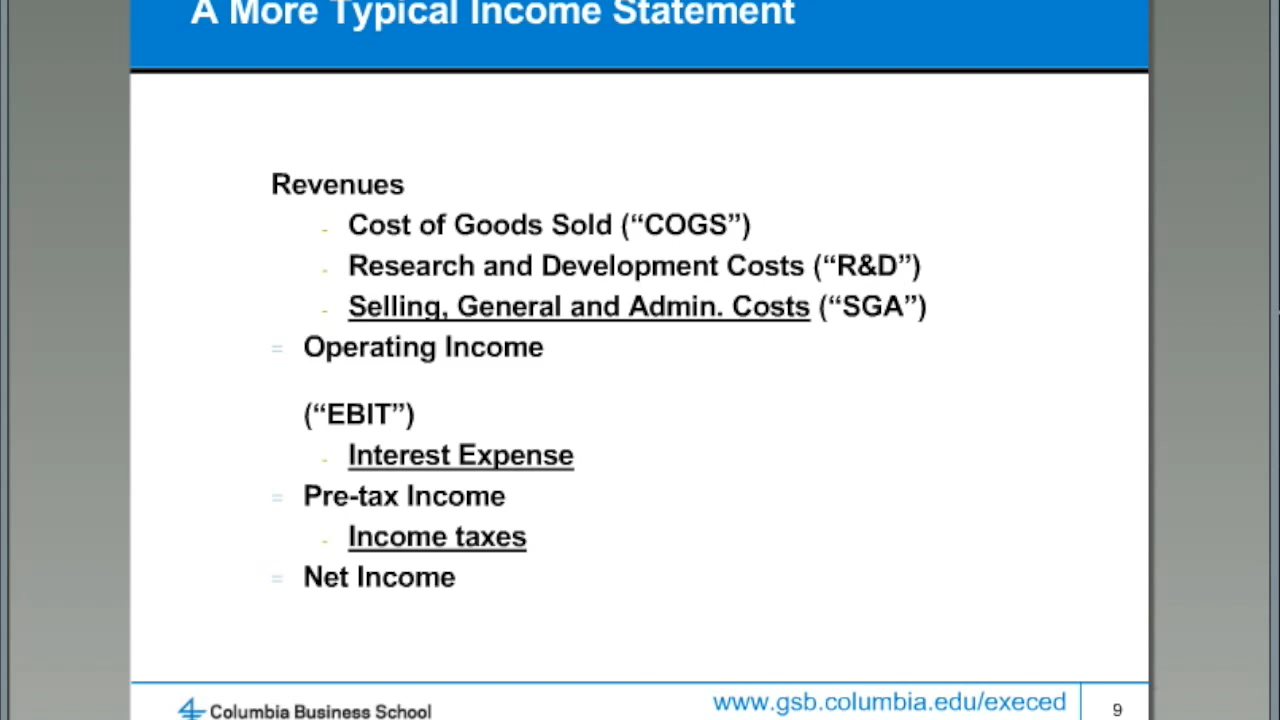 A More Typical Income Statement
Revenues
- Cost of Goods Sold (“COGS”)
- Research and Development Costs (“R&D”)
- Selling, General and Admin. Costs (“SGA”)
= Operating Income
(“EBIT”)
- Interest Expense
= Pre-tax Income
- Income taxes
= Net Income
Columbia Business School
www.gsb.columbia.edu/execed
9